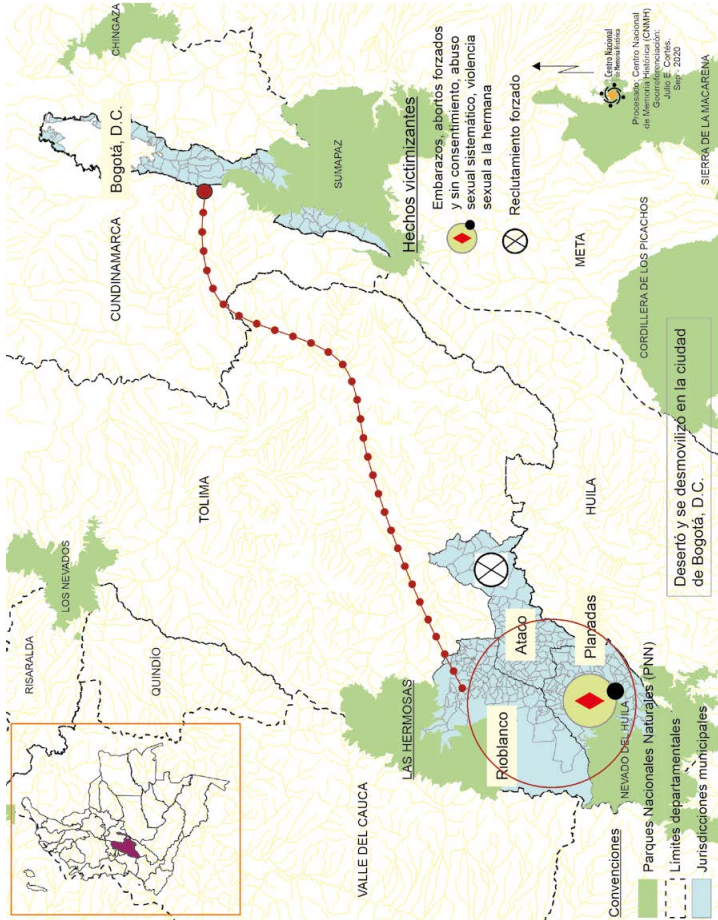 RISARALDA
LOS NEVADOS
QUINDÍO
TOLIMA
CUNDINAMARCA
Bogotá, D.C.
CHINGAZA
VALLE DEL CAUCA
LAS HERMOSAS
Rioblanco
Ataco
Planadas
NEVADO DEL HUILA
HUILA
SUMAPAZ
META
CORDILLERA DE LOS PICACHOS
SIERRA DE LA MACARENA
Hechos victimizantes
Embarazos, abortos forzados
y sin consentimiento, abuso
sexual sistemático, violencia
sexual a la hermana
Reclutamiento forzado
Convenciones
Parques Nacionales Naturales (PNN)
Límites departamentales
Jurisdicciones municipales
Desertó y se desmovilizó en la ciudad
de Bogotá, D.C.
Centro Nacional
de Memoria Histórica
Procesado: Centro Nacional
de Memoria Histórica (CNMH)
Georreferenciación:
Julio E. Cortés.
Sep - 2020